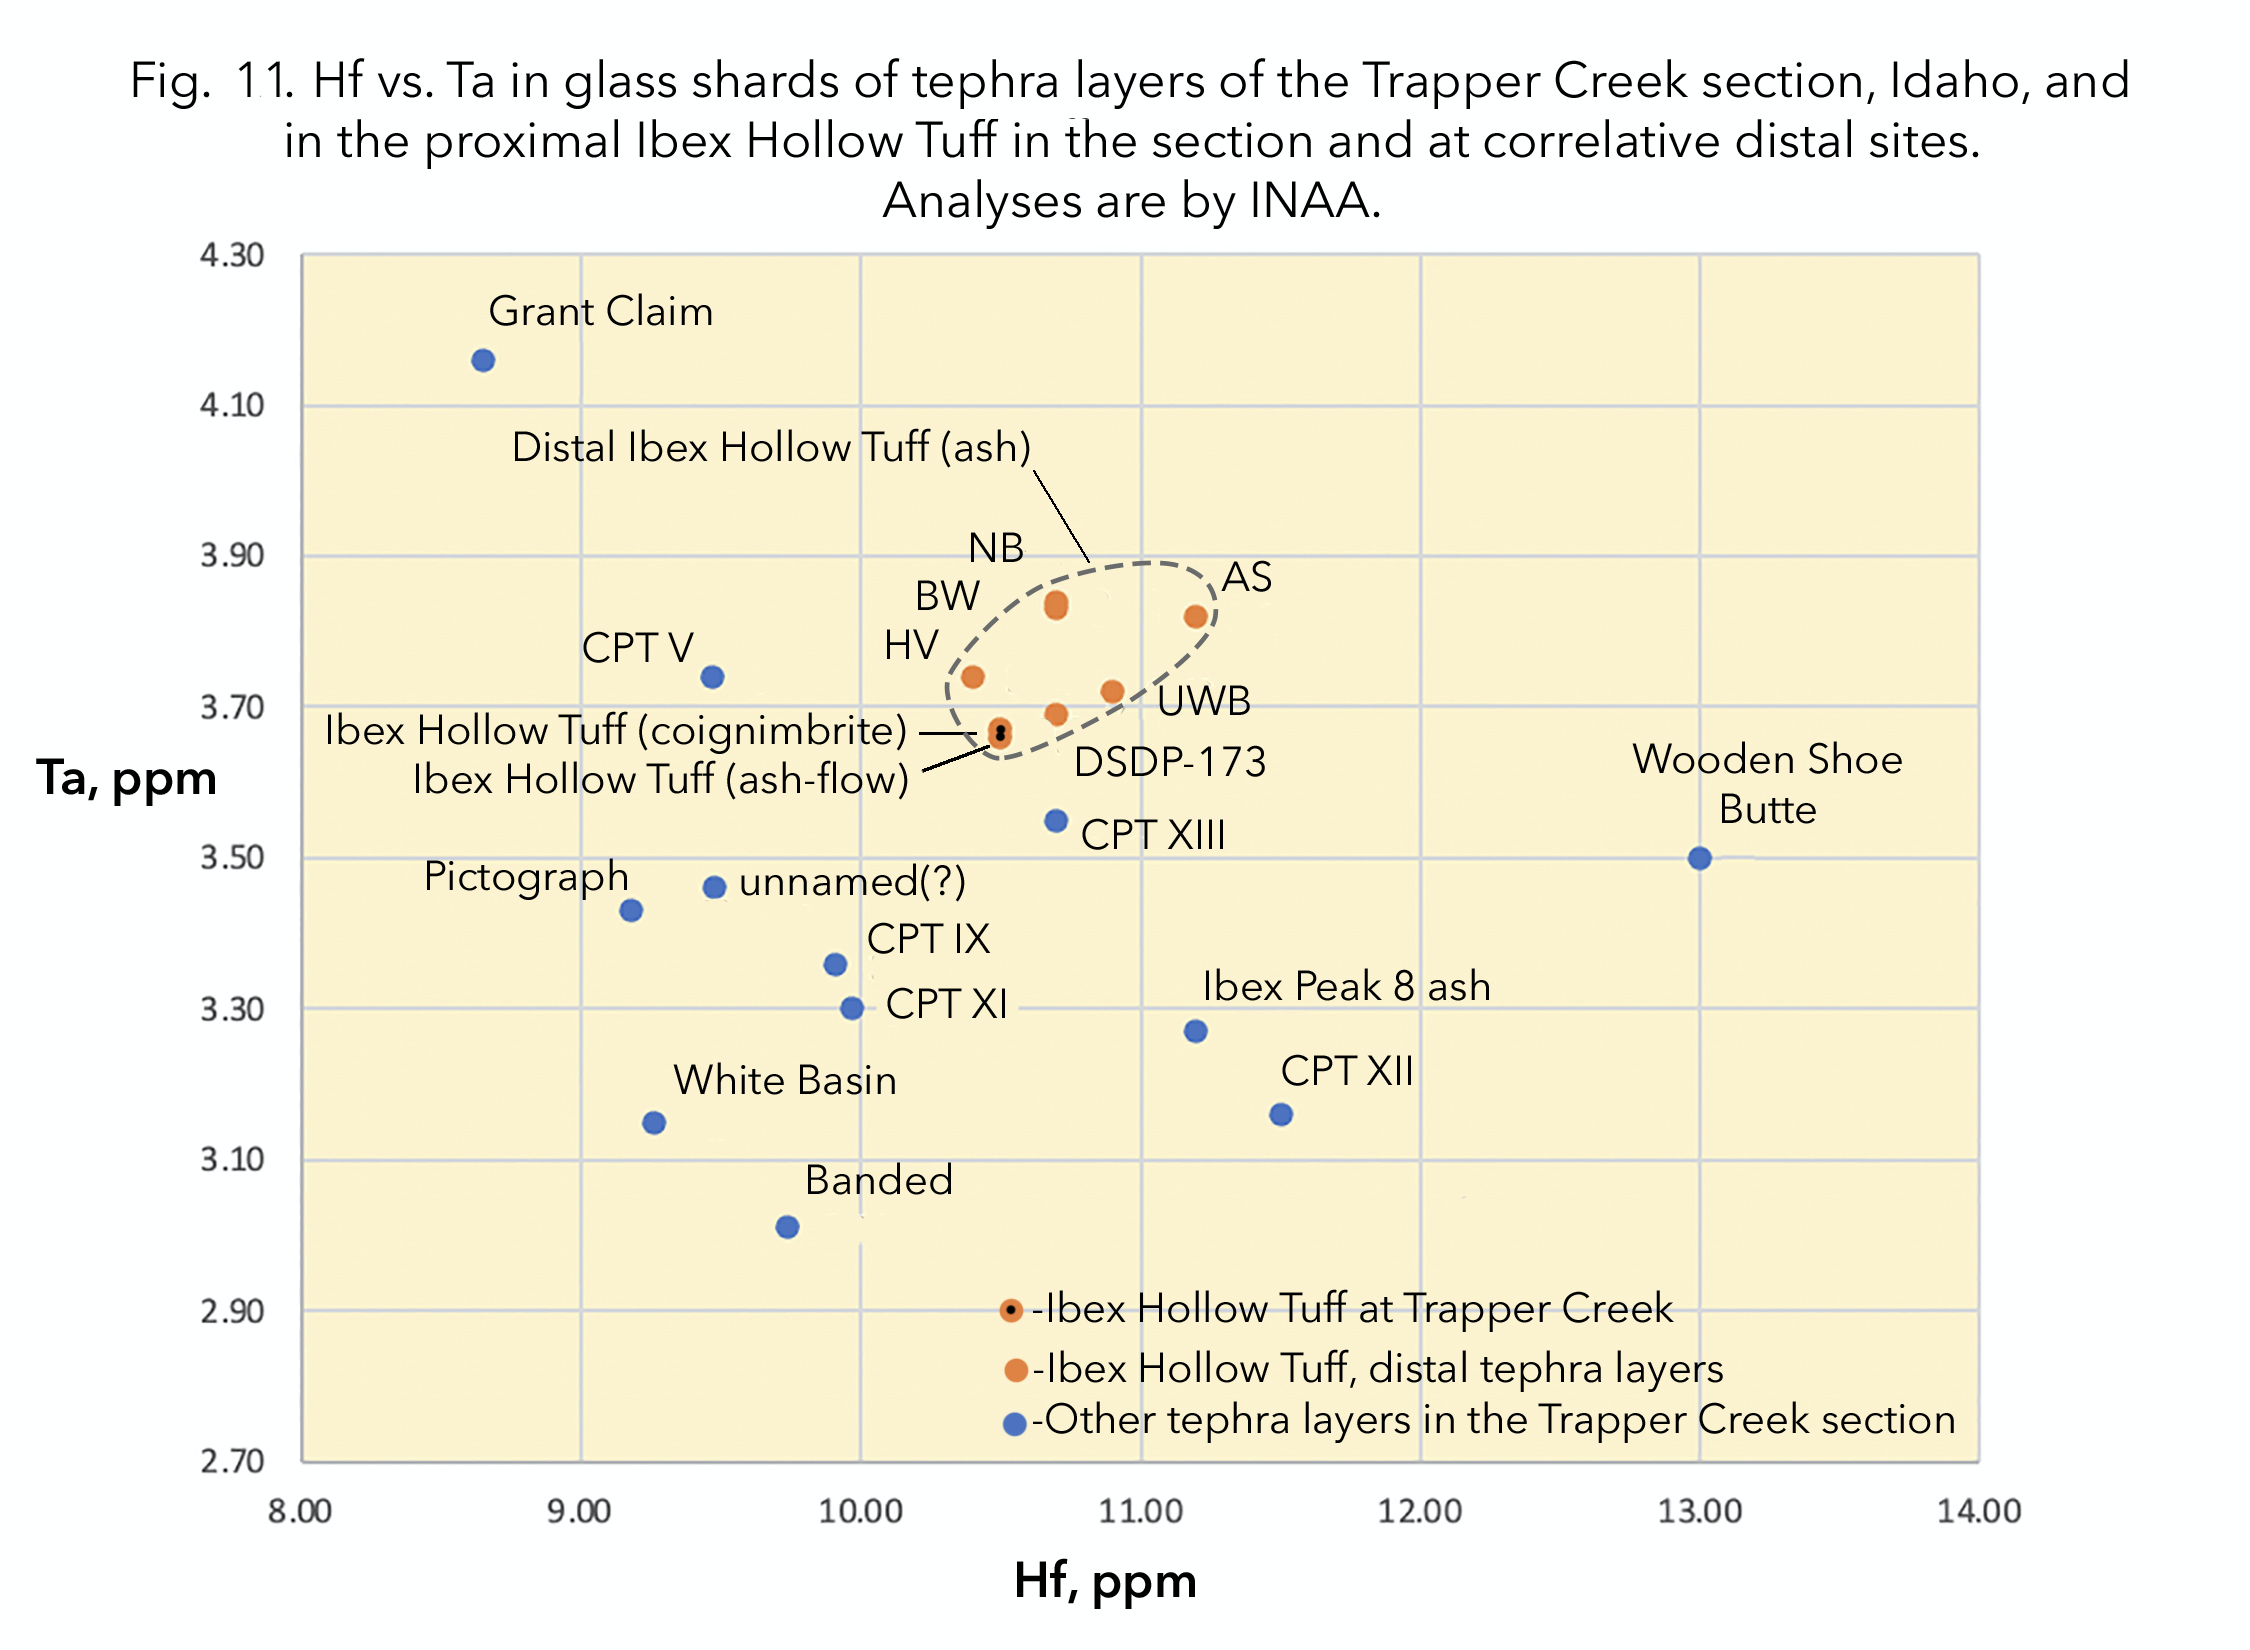 Fig. 11. Hf vs. Ta in glass shards of tephra layers of the Trapper Creek section, Idaho, and
in the proximal Ibex Hollow Tuff in the section and at correlative distal sites.
Analyses are by INAA.
4.30
Grant Claim
4.10
Distal Ibex Hollow Tuff (ash)
3.90
NB
AS
BW
HV
CPT V
3.70
UWB
Ibex Hollow Tuff (coignimbrite)
Ibex Hollow Tuff (ash-flow)
DSDP-173
Ta, ppm
Wooden Shoe
Butte
CPT XIII
3.50
Pictograph
unnamed(?)
CPT IX
Ibex Peak 8 ash
3.30
CPT XI
CPT XII
White Basin
3.10
Banded
2.90
-Ibex Hollow Tuff at Trapper Creek
-Ibex Hollow Tuff, distal tephra layers
-Other tephra layers in the Trapper Creek section
2.70
8.00 9.00 10.00 11.00 12.00 13.00 14.00
Hf, ppm